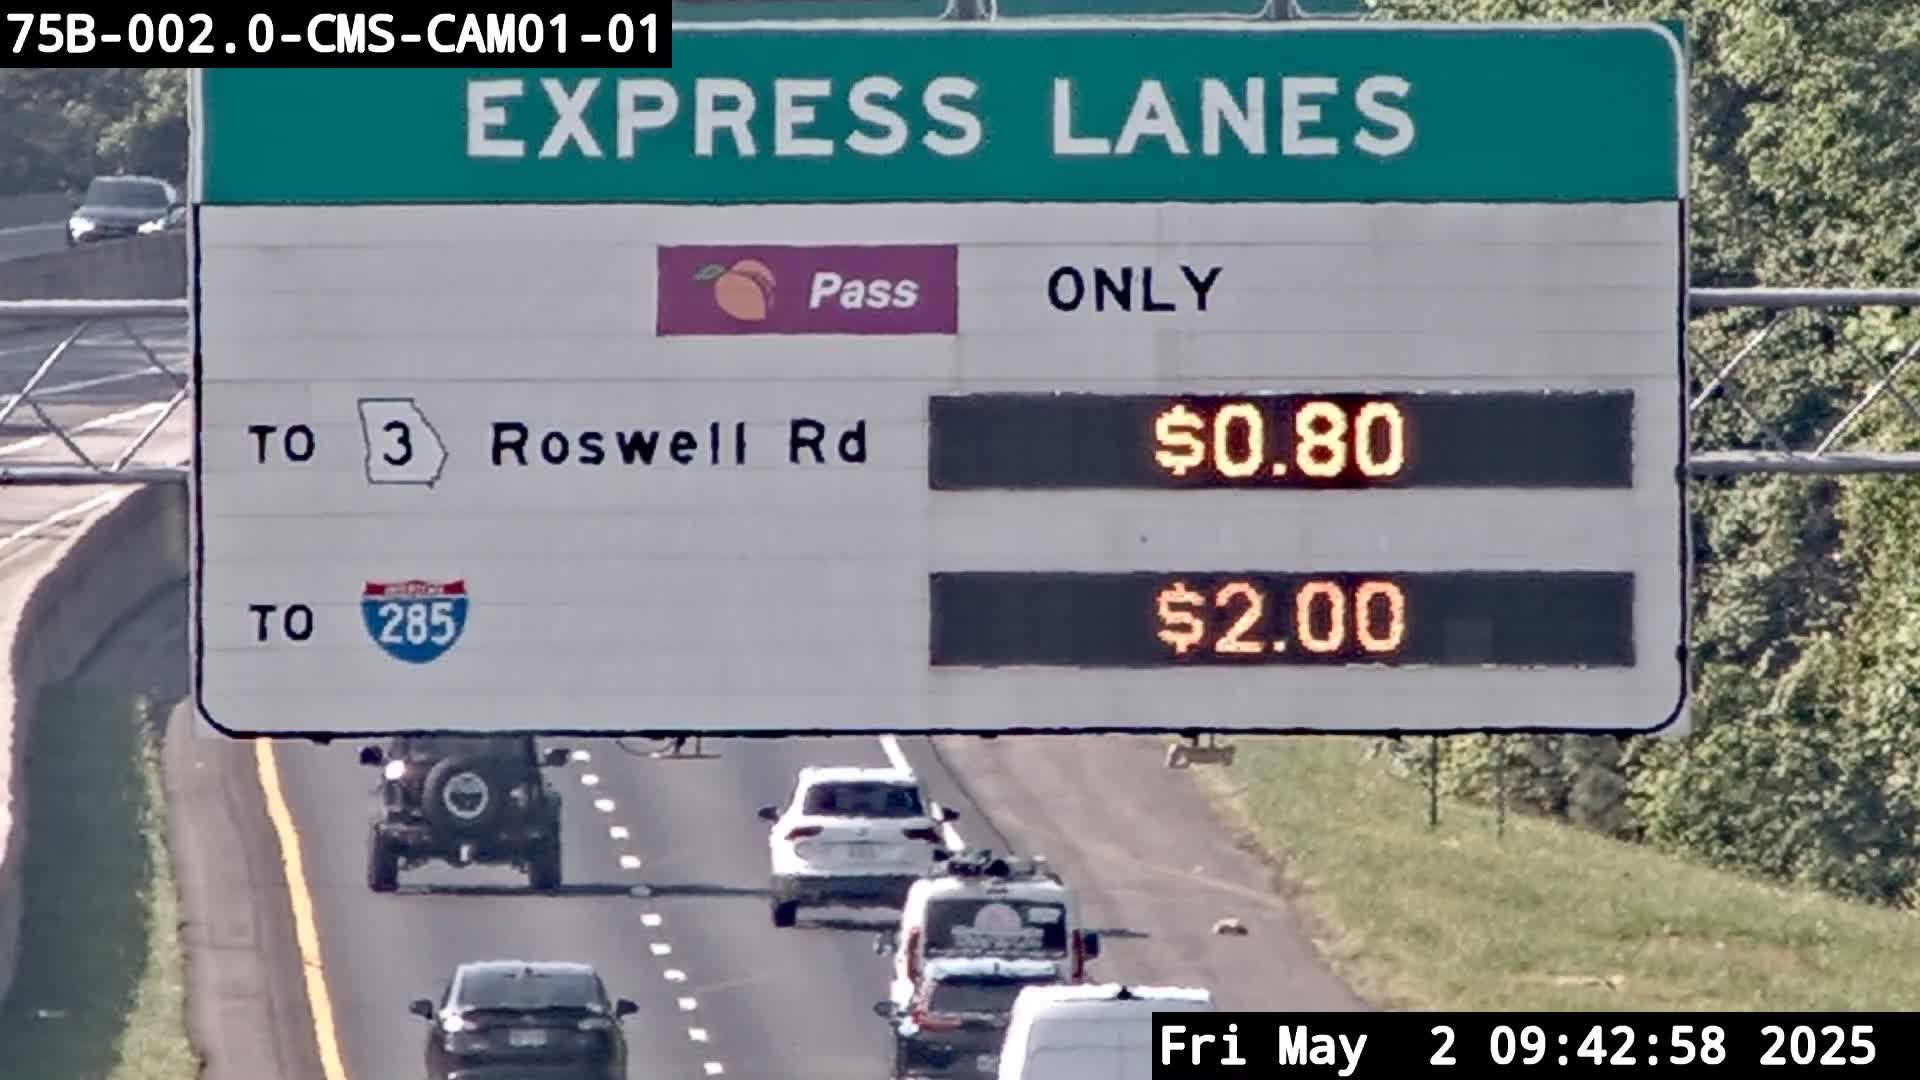 75B-002.0-CMS-CAM01-01
EXPRESS LANES
Pass ONLY
TO 3 Roswell Rd $0.80
TO 285 $2.00
Fri May 2 09:42:58 2025